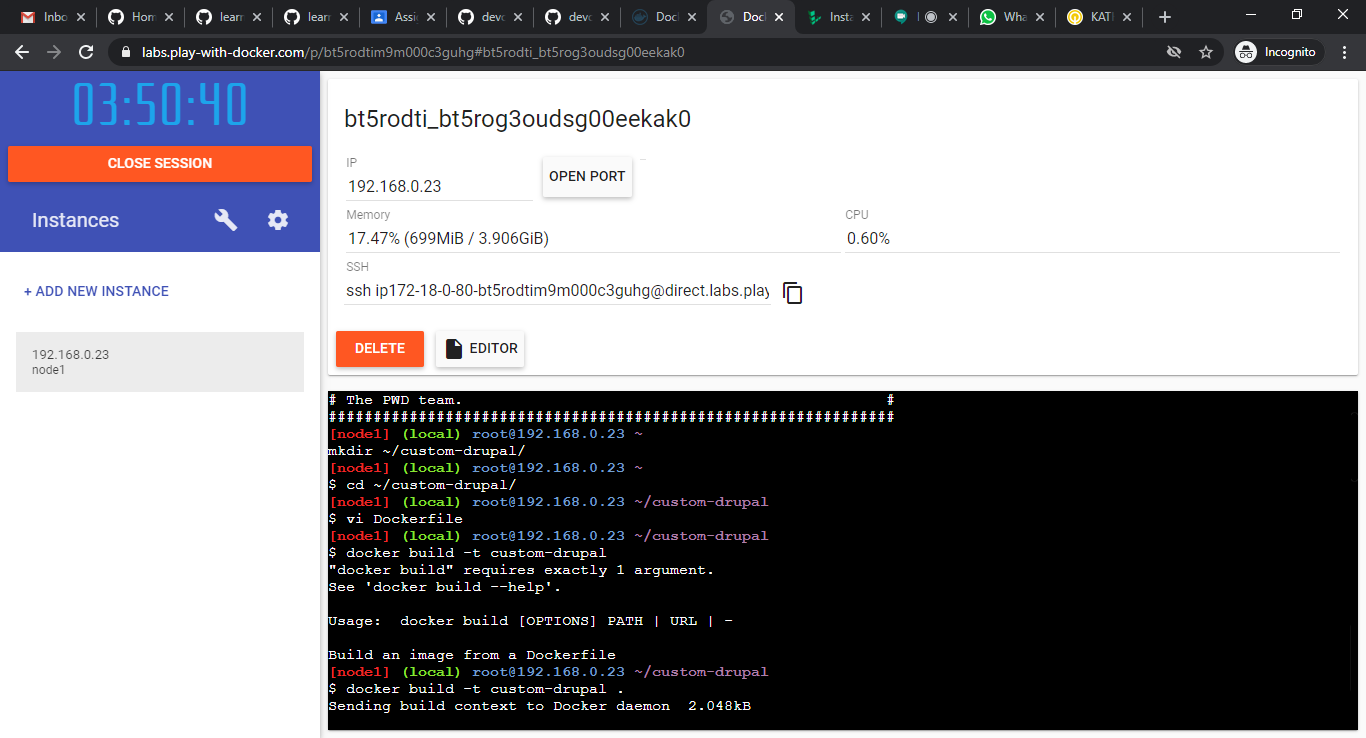 Inbo
Hom
learn
learn
Assi
devo
devo
Docl
Docl
Insta
I
Wha
KATI
labs.play-with-docker.com/p/bt5rodtim9m000c3guhg#bt5rodti_bt5rog3oudsg00eekak0
Incognito
03:50:40
CLOSE SESSION
Instances
+ ADD NEW INSTANCE
192.168.0.23
node1
bt5rodti_bt5rog3oudsg00eekak0
IP
192.168.0.23
OPEN PORT
Memory
17.47% (699MiB / 3.906GiB)
CPU
0.60%
SSH
ssh ip172-18-0-80-bt5rodtim9m000c3guhg@direct.labs.play
DELETE
EDITOR
# The PWD team. #
###############################################################
[node1] (local) root@192.168.0.23 ~
mkdir ~/custom-drupal/
[node1] (local) root@192.168.0.23 ~
$ cd ~/custom-drupal/
[node1] (local) root@192.168.0.23 ~/custom-drupal
$ vi Dockerfile
[node1] (local) root@192.168.0.23 ~/custom-drupal
$ docker build -t custom-drupal
"docker build" requires exactly 1 argument.
See 'docker build --help'.
Usage:  docker build [OPTIONS] PATH | URL | -
Build an image from a Dockerfile
[node1] (local) root@192.168.0.23 ~/custom-drupal
$ docker build -t custom-drupal .
Sending build context to Docker daemon  2.048kB